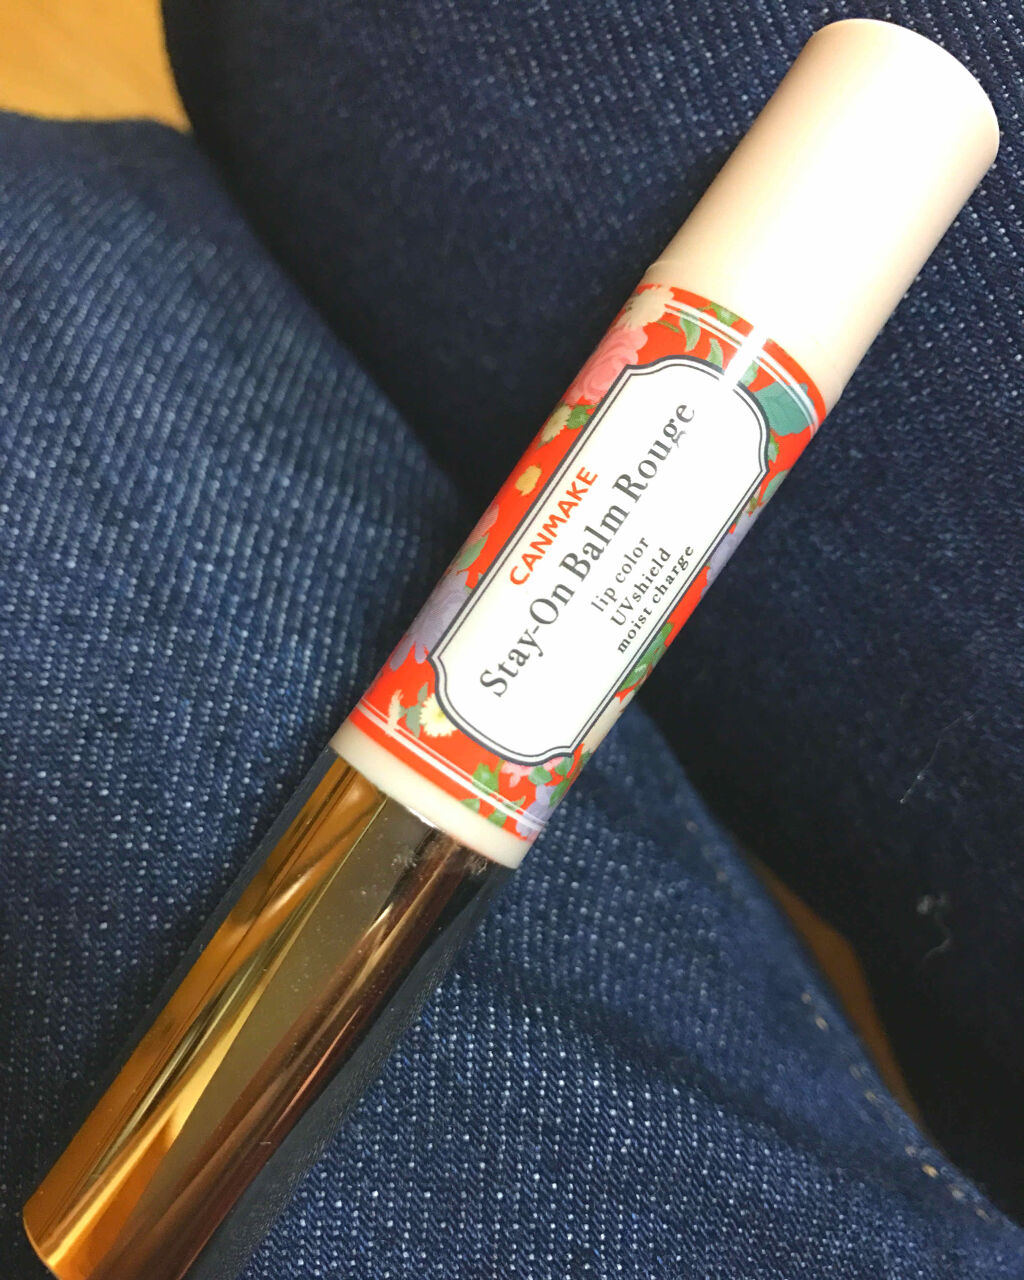 CANMAKE
Stay-On Balm Rouge
lip color
UVshield
moist charge